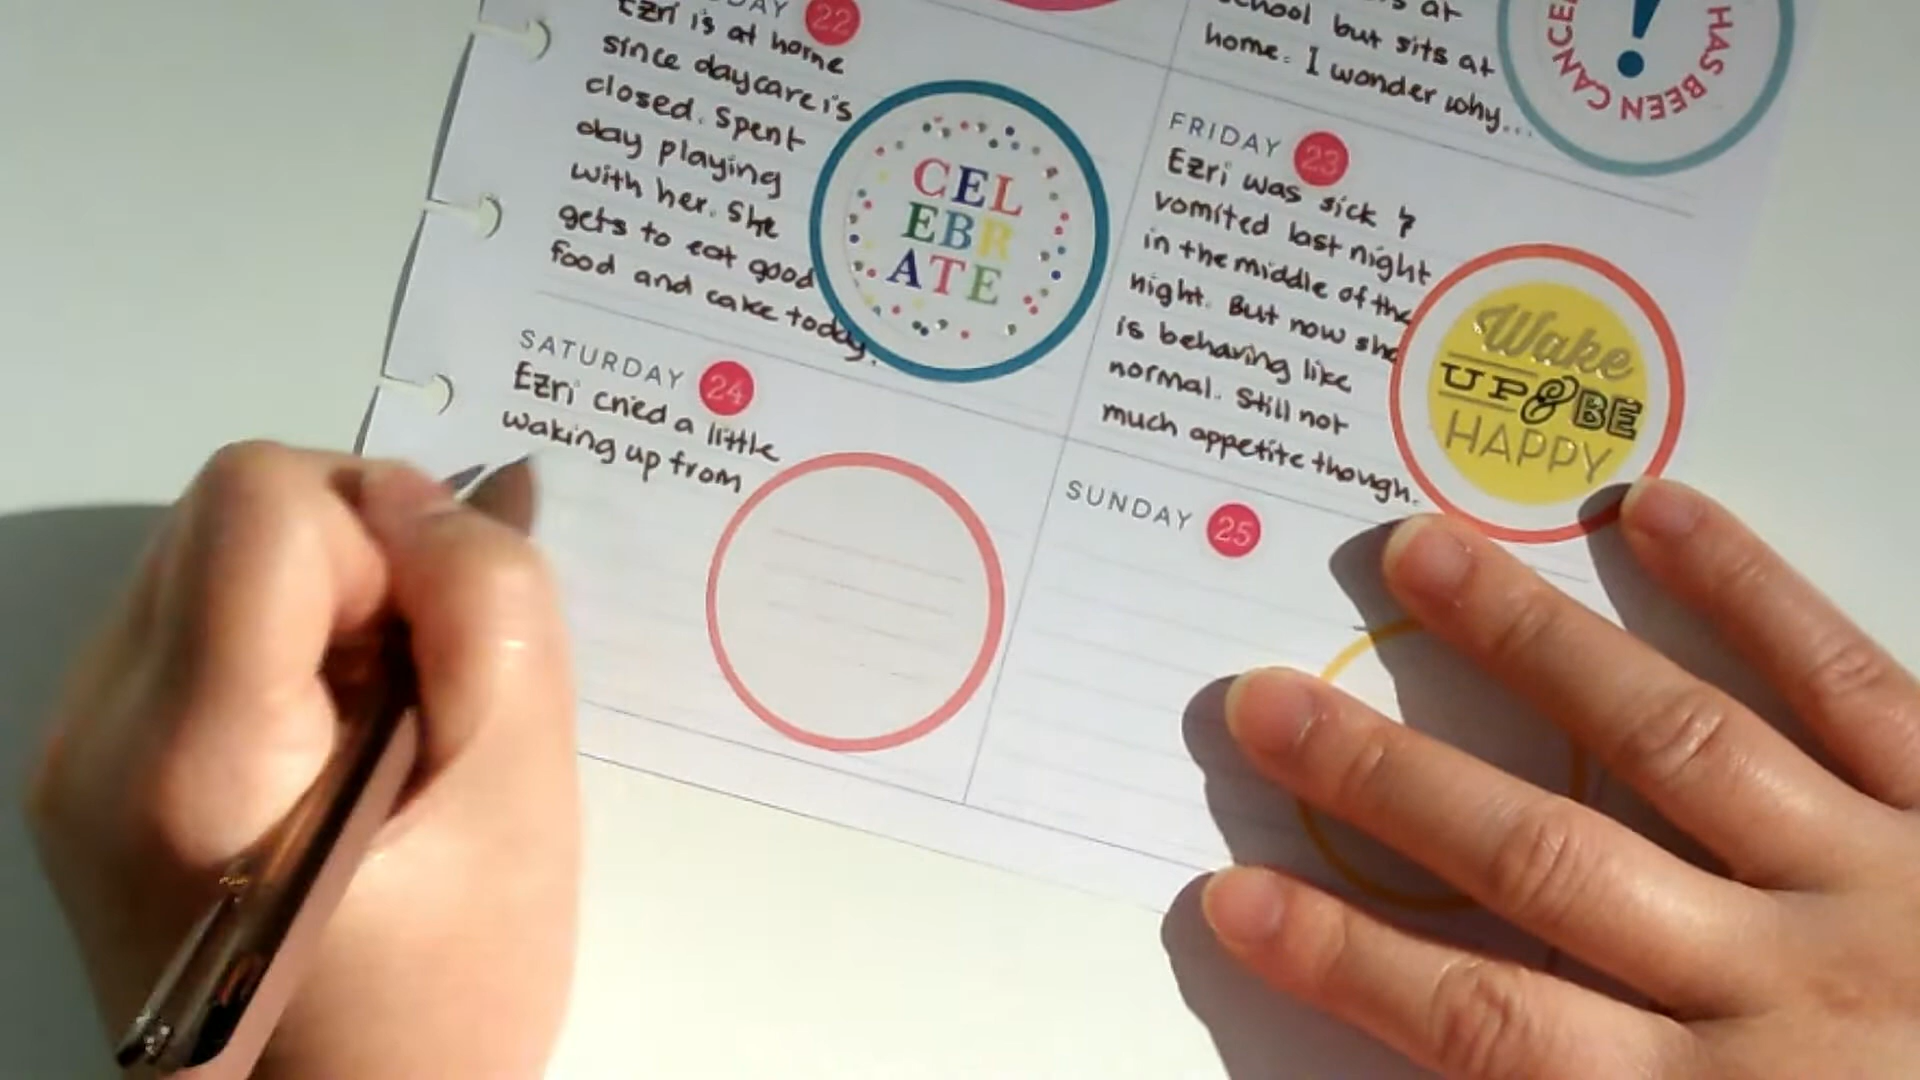 DAY 22
Ezri is at home
since daycare is
closed. Spent
day playing
with her. She
gets to eat good
food and cake today.
CEL
EBR
ATE
SATURDAY 24
Ezri cried a little
waking up from
at
school but sits at
home. I wonder why...
HAS BEEN CANCE
!
FRIDAY 23
Ezri was sick &
vomited last night
in the middle of the
night. But now she
is behaving like
normal. Still not
much appetite though.
Wake
UP & BE
HAPPY
SUNDAY 25